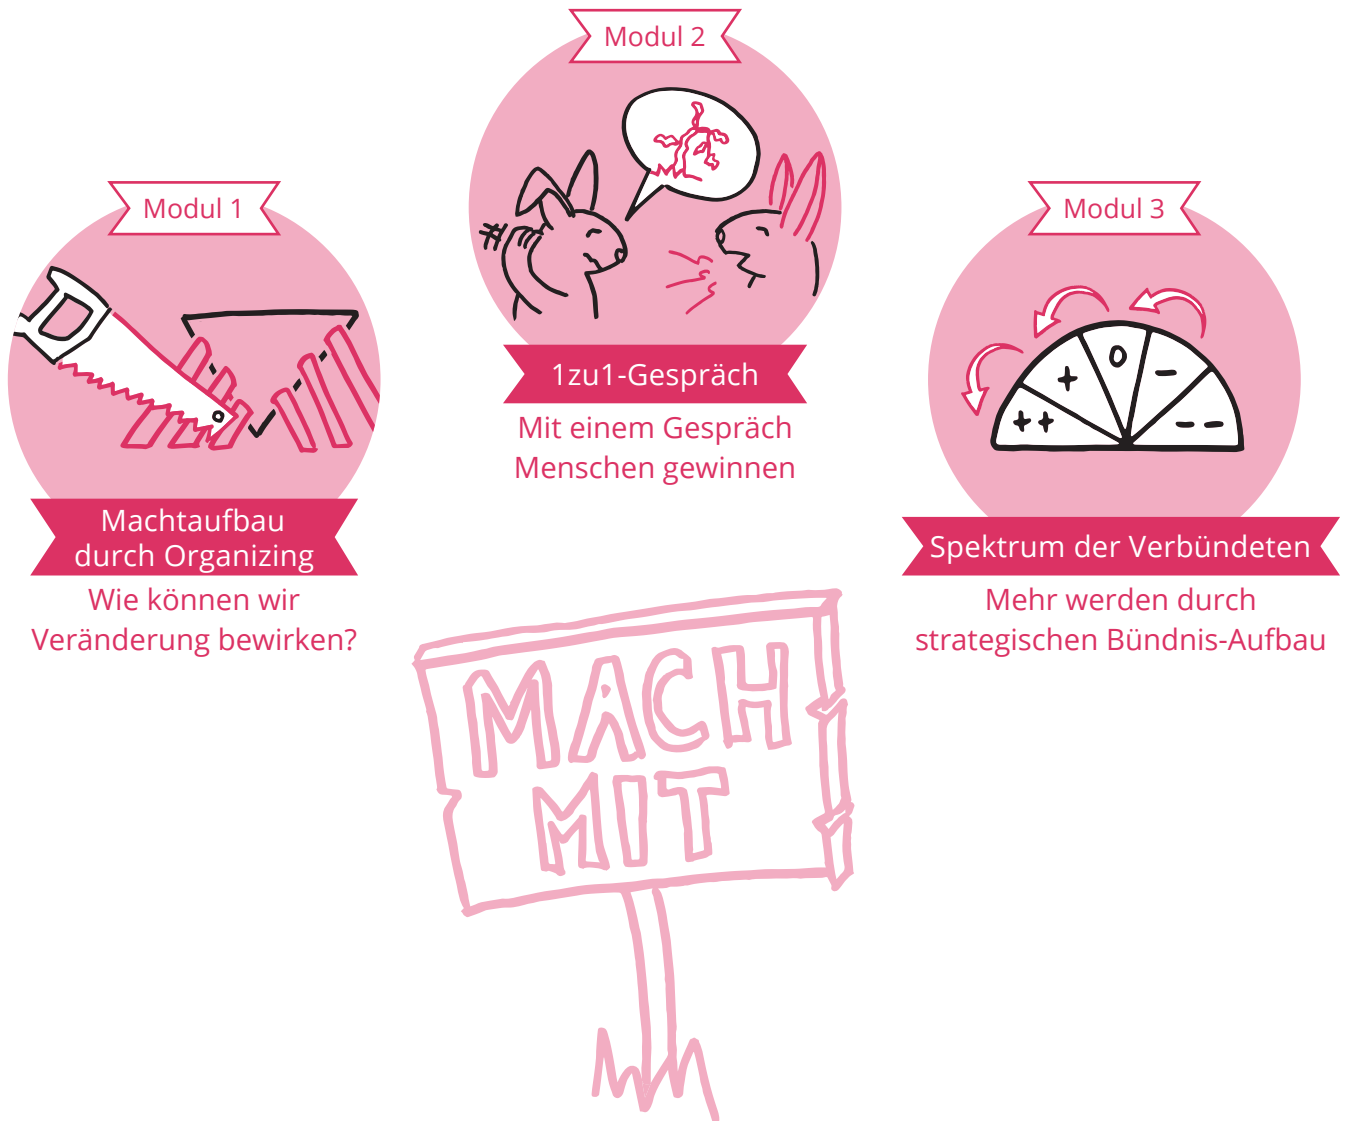 Modul 1
Machtaufbau
durch Organizing
Wie können wir
Veränderung bewirken?
Modul 2
1zu1-Gespräch
Mit einem Gespräch
Menschen gewinnen
Modul 3
++
+
0
-
--
Spektrum der Verbündeten
Mehr werden durch
strategischen Bündnis-Aufbau
MACH
MIT